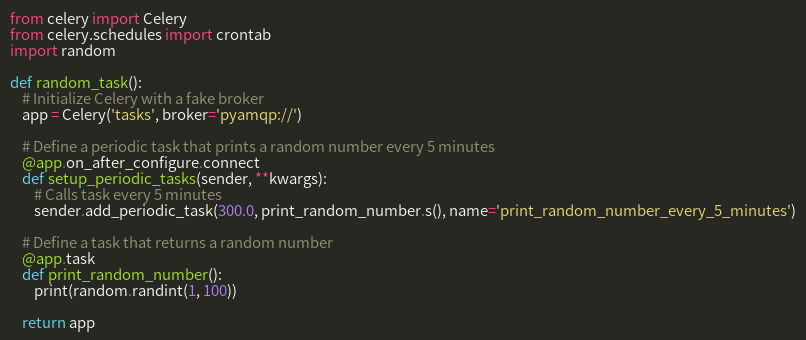 from celery import Celery
from celery.schedules import crontab
import random

def random_task():
    # Initialize Celery with a fake broker
    app = Celery('tasks', broker='pyamqp://')

    # Define a periodic task that prints a random number every 5 minutes
    @app.on_after_configure.connect
    def setup_periodic_tasks(sender, **kwargs):
        # Calls task every 5 minutes
        sender.add_periodic_task(300.0, print_random_number.s(), name='print_random_number_every_5_minutes')

    # Define a task that returns a random number
    @app.task
    def print_random_number():
        print(random.randint(1, 100))

    return app